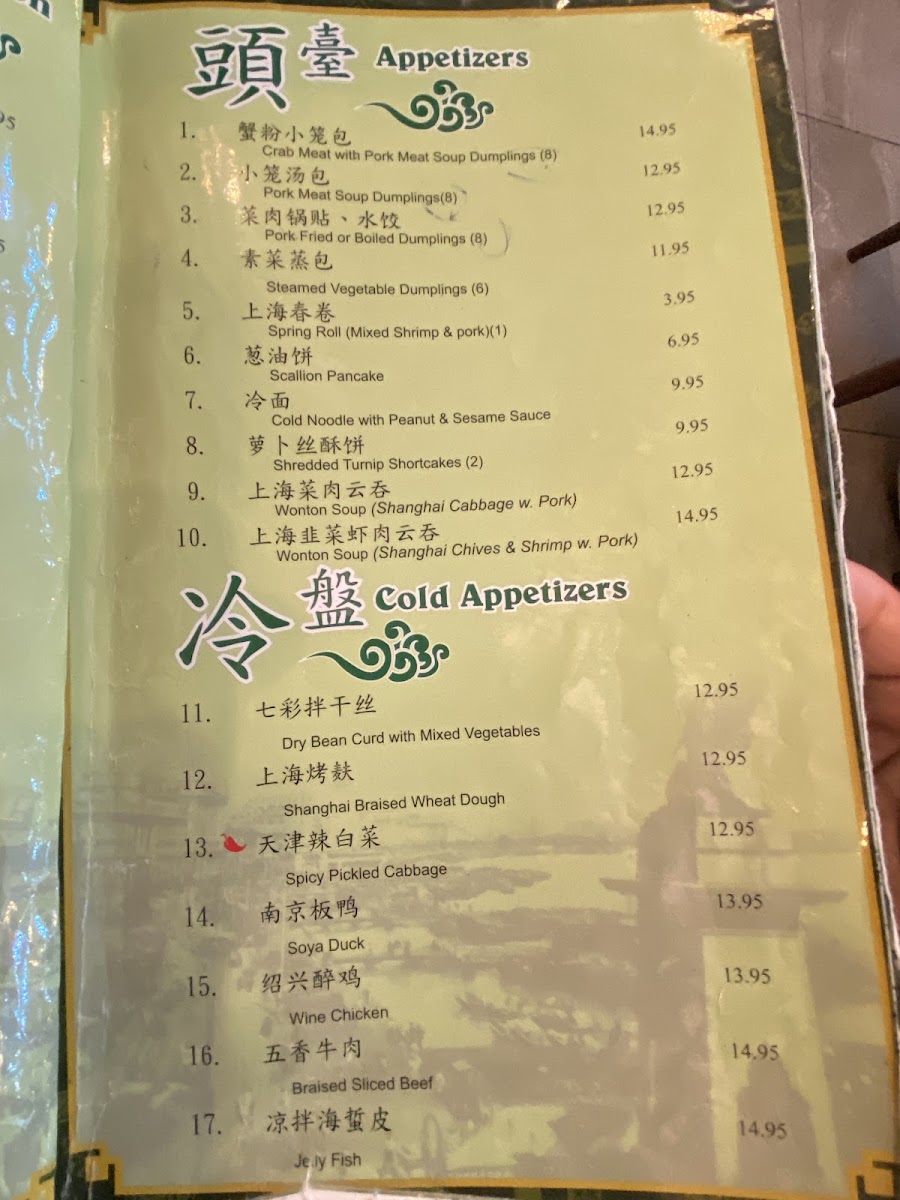 頭臺 Appetizers
1. 蟹粉小笼包 14.95
Crab Meat with Pork Meat Soup Dumplings (8)
2. 小笼汤包 12.95
Pork Meat Soup Dumplings(8)
3. 菜肉锅贴、水饺 12.95
Pork Fried or Boiled Dumplings (8)
4. 素菜蒸包 11.95
Steamed Vegetable Dumplings (6)
5. 上海春卷 3.95
Spring Roll (Mixed Shrimp & pork)(1)
6. 葱油饼 6.95
Scallion Pancake
7. 冷面 9.95
Cold Noodle with Peanut & Sesame Sauce
8. 萝卜丝酥饼 9.95
Shredded Turnip Shortcakes (2)
9. 上海菜肉云吞 12.95
Wonton Soup (Shanghai Cabbage w. Pork)
10. 上海韭菜虾肉云吞 14.95
Wonton Soup (Shanghai Chives & Shrimp w. Pork)
冷盤 Cold Appetizers
11. 七彩拌干丝 12.95
Dry Bean Curd with Mixed Vegetables
12. 上海烤麸 12.95
Shanghai Braised Wheat Dough
13. 天津辣白菜 12.95
Spicy Pickled Cabbage
14. 南京板鸭 13.95
Soya Duck
15. 绍兴醉鸡 13.95
Wine Chicken
16. 五香牛肉 14.95
Braised Sliced Beef
17. 凉拌海蜇皮 14.95
Jelly Fish